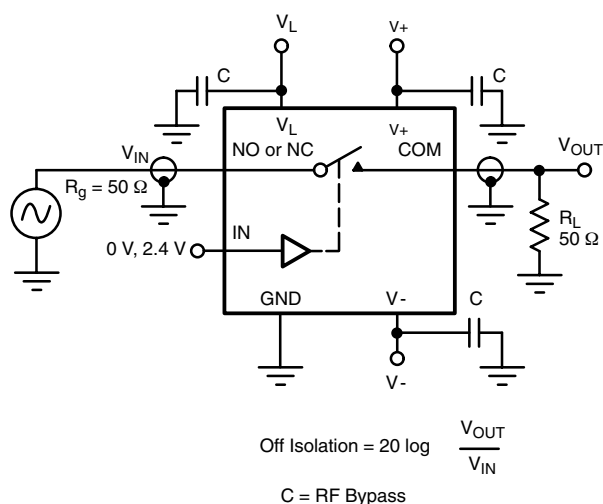 VL V+
C C
VL V+
VIN NO or NC COM VOUT
Rg = 50 Ω
RL
50 Ω
0 V, 2.4 V IN
GND V- C
V-
Off Isolation = 20 log VOUT
VIN
C = RF Bypass